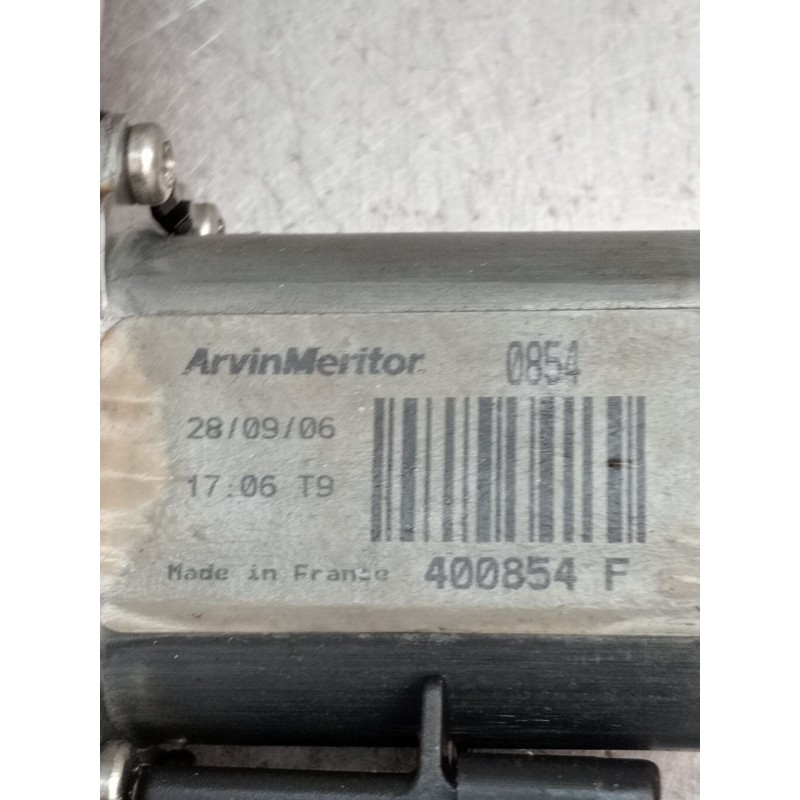 ArvinMeritor 0854
28/09/06
17:06 T9
Made in France 400854 F